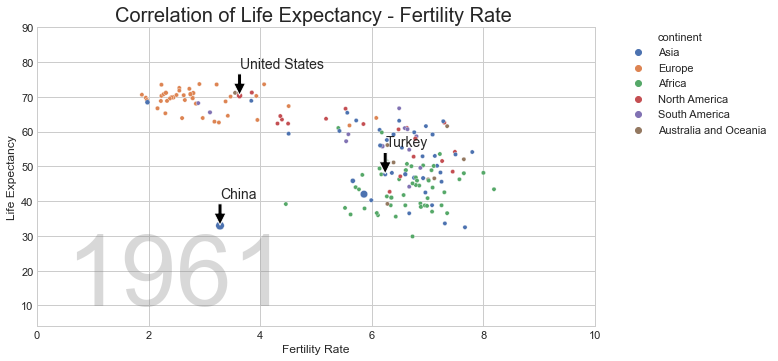 Correlation of Life Expectancy - Fertility Rate
90
80
70
60
50
40
30
20
10
Life Expectancy
0
2
4
6
8
10
Fertility Rate
United States
Turkey
China
1961
continent
Asia
Europe
Africa
North America
South America
Australia and Oceania